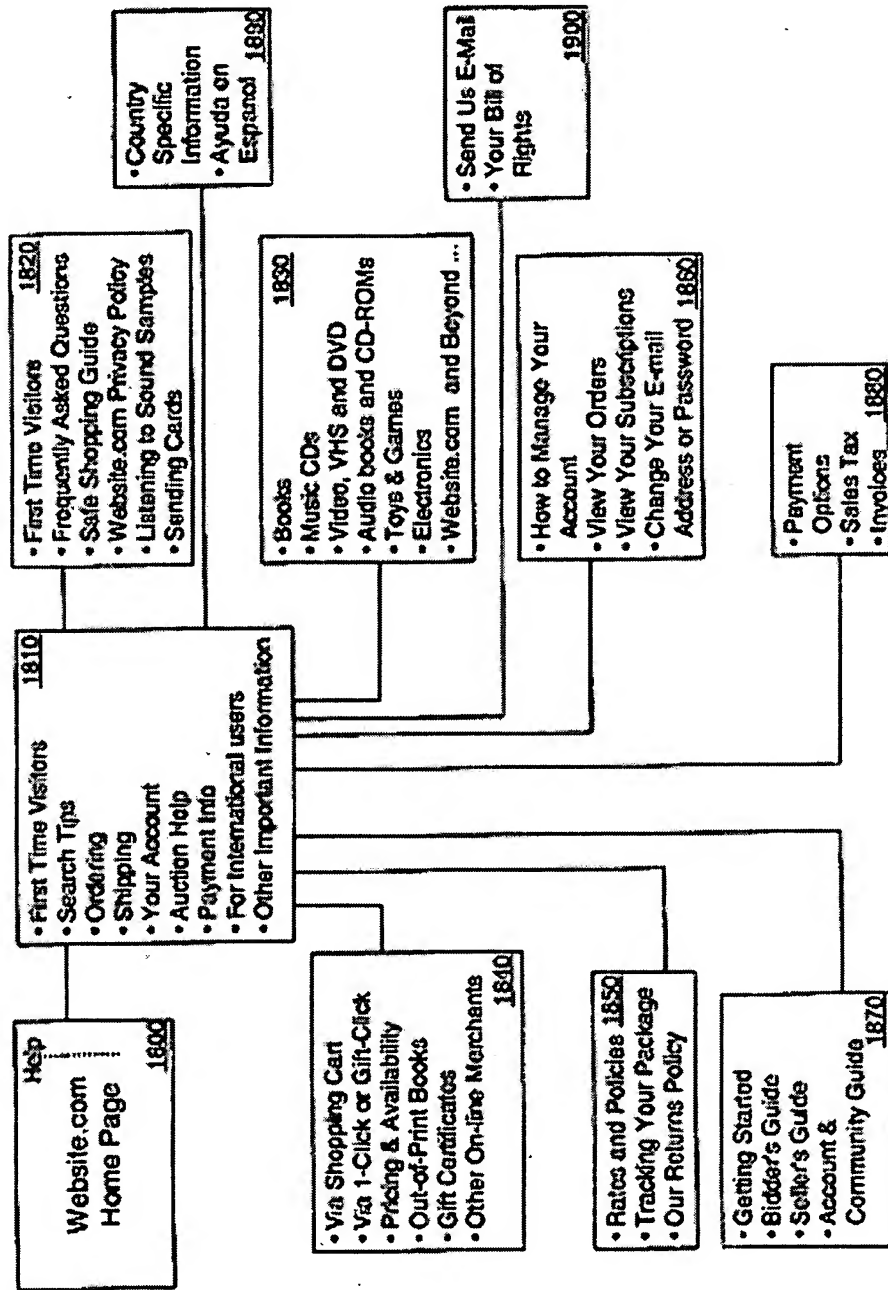 Help
Website.com
Home Page
1800
1810
• First Time Visitors
• Search Tips
• Ordering
• Shipping
• Your Account
• Auction Help
• Payment Info
• For International users
• Other Important Information
• First Time Visitors 1820
• Frequently Asked Questions
• Safe Shopping Guide
• Website.com Privacy Policy
• Listening to Sound Samples
• Sending Cards
• Country
Specific
Information
• Ayuda on
Espanol 1890
• Books 1830
• Music CDs
• Video, VHS and DVD
• Audio books and CD-ROMs
• Toys & Games
• Electronics
• Website.com and Beyond ...
• Send Us E-Mail
• Your Bill of
Rights
1900
• Via Shopping Cart
• Via 1-Click or Gift-Click
• Pricing & Availability
• Out-of-Print Books
• Gift Certificates
• Other On-line Merchants
1840
• How to Manage Your
Account
• View Your Orders
• View Your Subscriptions
• Change Your E-mail
Address or Password 1860
• Rates and Policies 1850
• Tracking Your Package
• Our Returns Policy
• Payment
Options
• Sales Tax
• Invoices... 1880
• Getting Started
• Bidder's Guide
• Seller's Guide
• Account &
Community Guide
1870